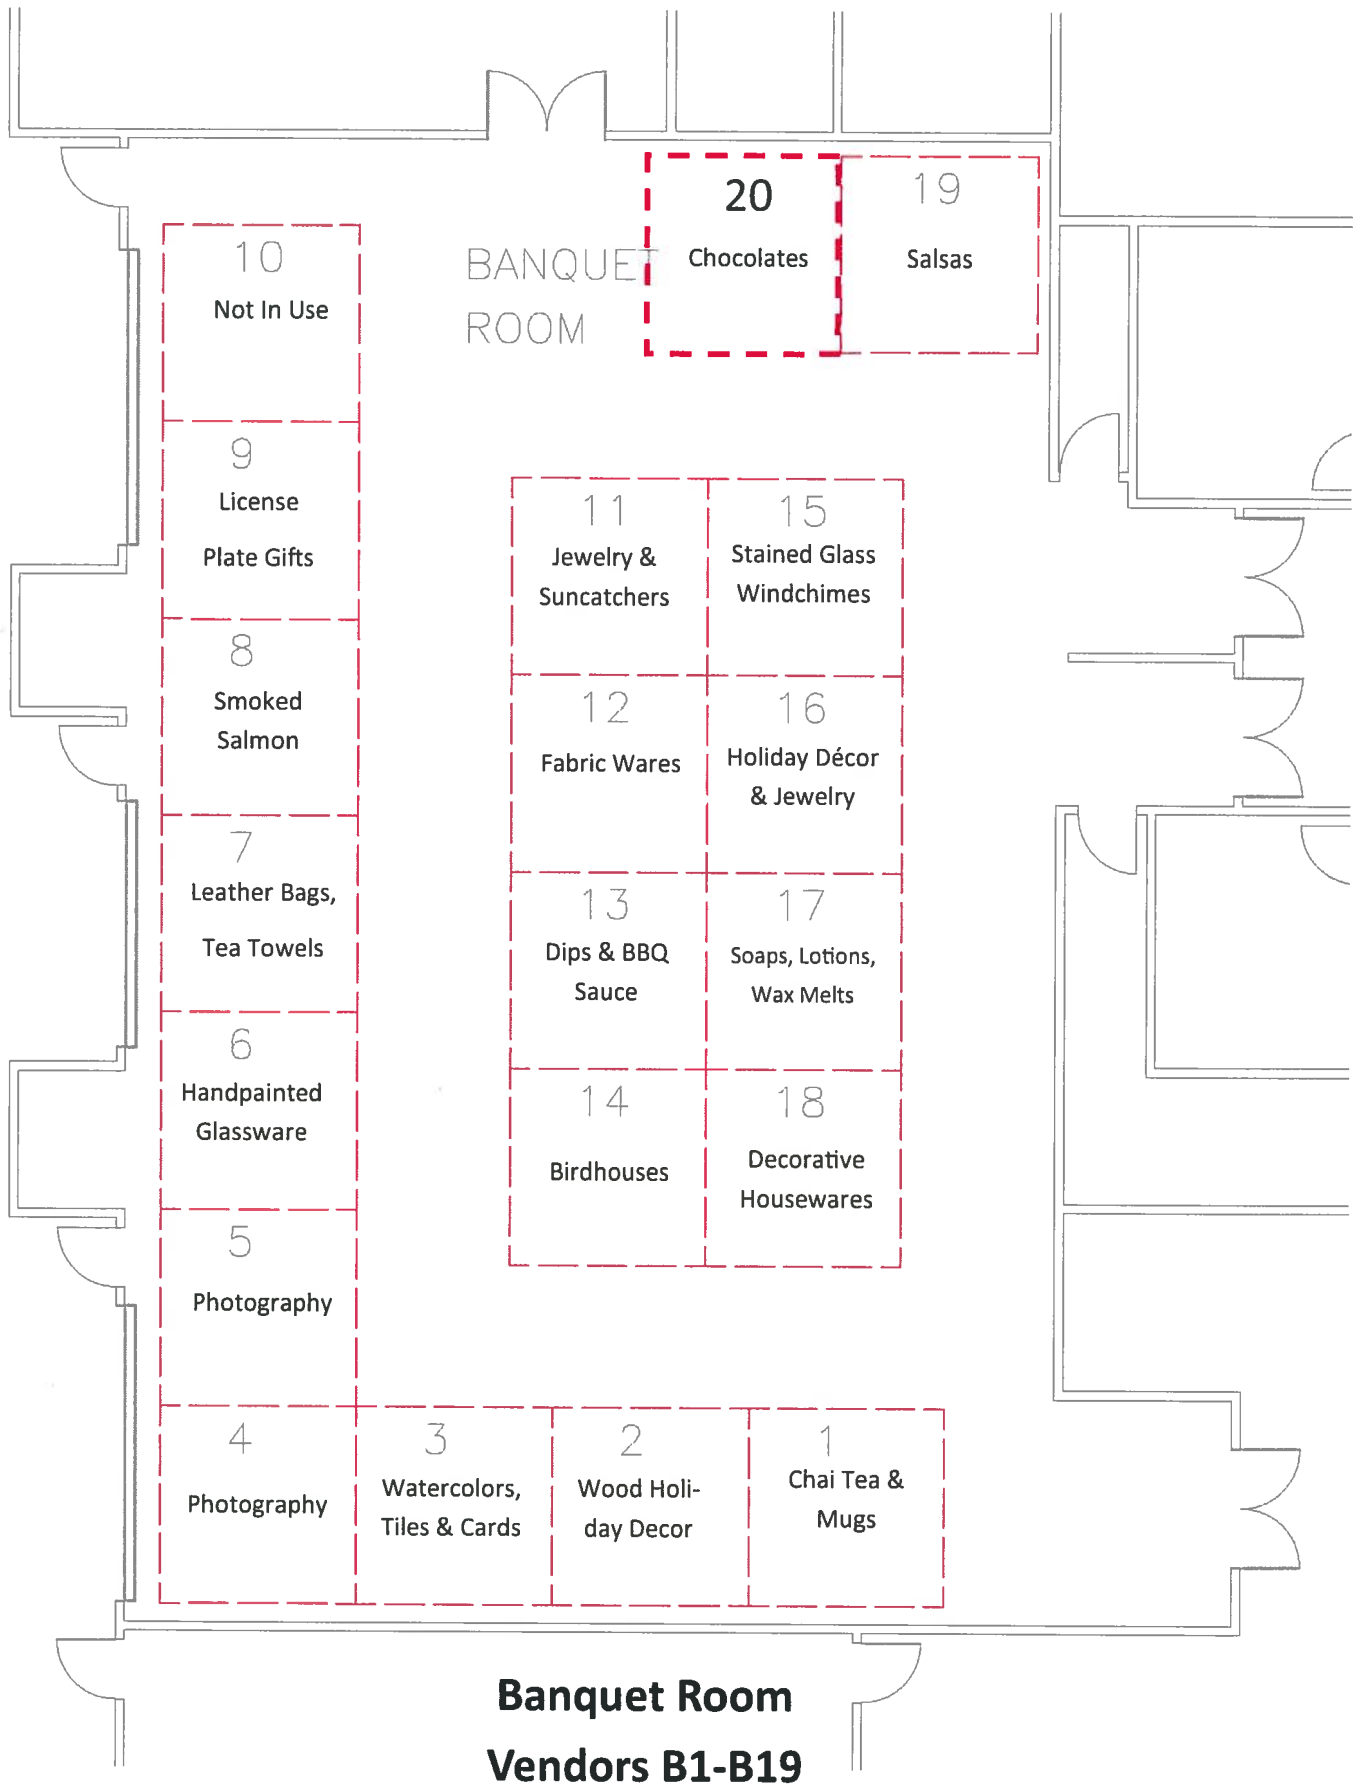 20
Chocolates
19
Salsas
BANQUET
ROOM
10
Not In Use
9
License
Plate Gifts
8
Smoked
Salmon
7
Leather Bags,
Tea Towels
6
Handpainted
Glassware
5
Photography
4
Photography
3
Watercolors,
Tiles & Cards
2
Wood Holi-
day Decor
1
Chai Tea &
Mugs
11
Jewelry &
Suncatchers
15
Stained Glass
Windchimes
12
Fabric Wares
16
Holiday Décor
& Jewelry
13
Dips & BBQ
Sauce
17
Soaps, Lotions,
Wax Melts
14
Birdhouses
18
Decorative
Housewares
Banquet Room
Vendors B1-B19